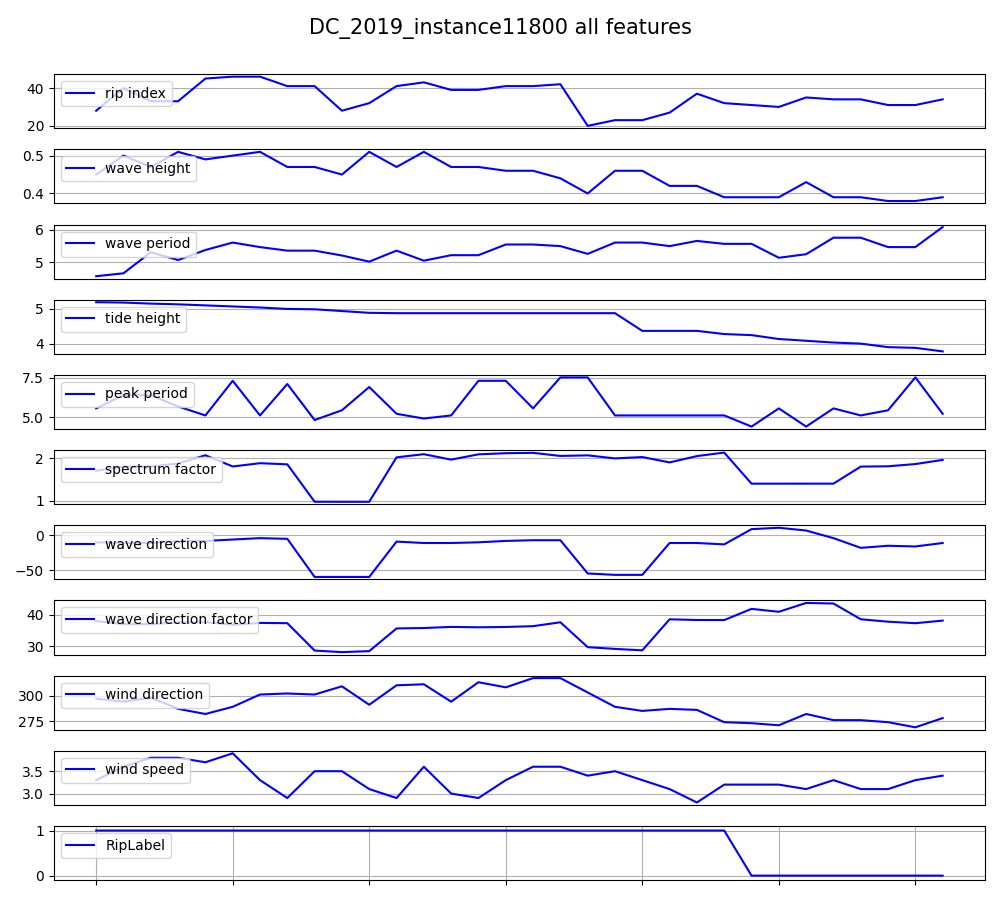 DC_2019_instance11800 all features
40
20
rip index
0.5
0.4
wave height
6
5
wave period
5
4
tide height
7.5
5.0
peak period
2
1
spectrum factor
0
−50
wave direction
40
30
wave direction factor
300
275
wind direction
3.5
3.0
wind speed
1
0
RipLabel